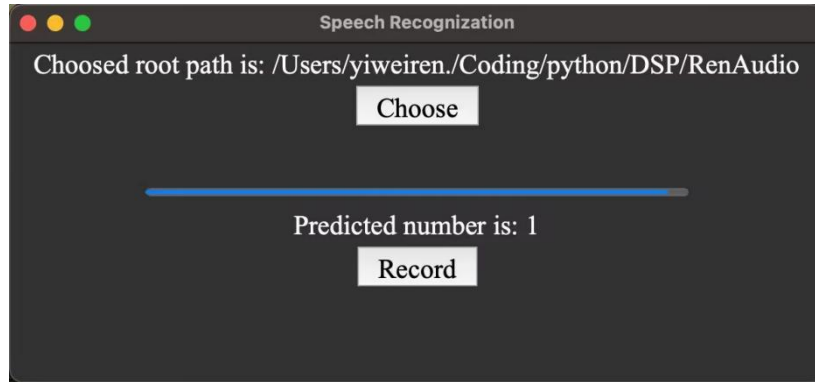 Speech Recognization
Choosed root path is: /Users/yiweiren./Coding/python/DSP/RenAudio
Choose
Predicted number is: 1
Record